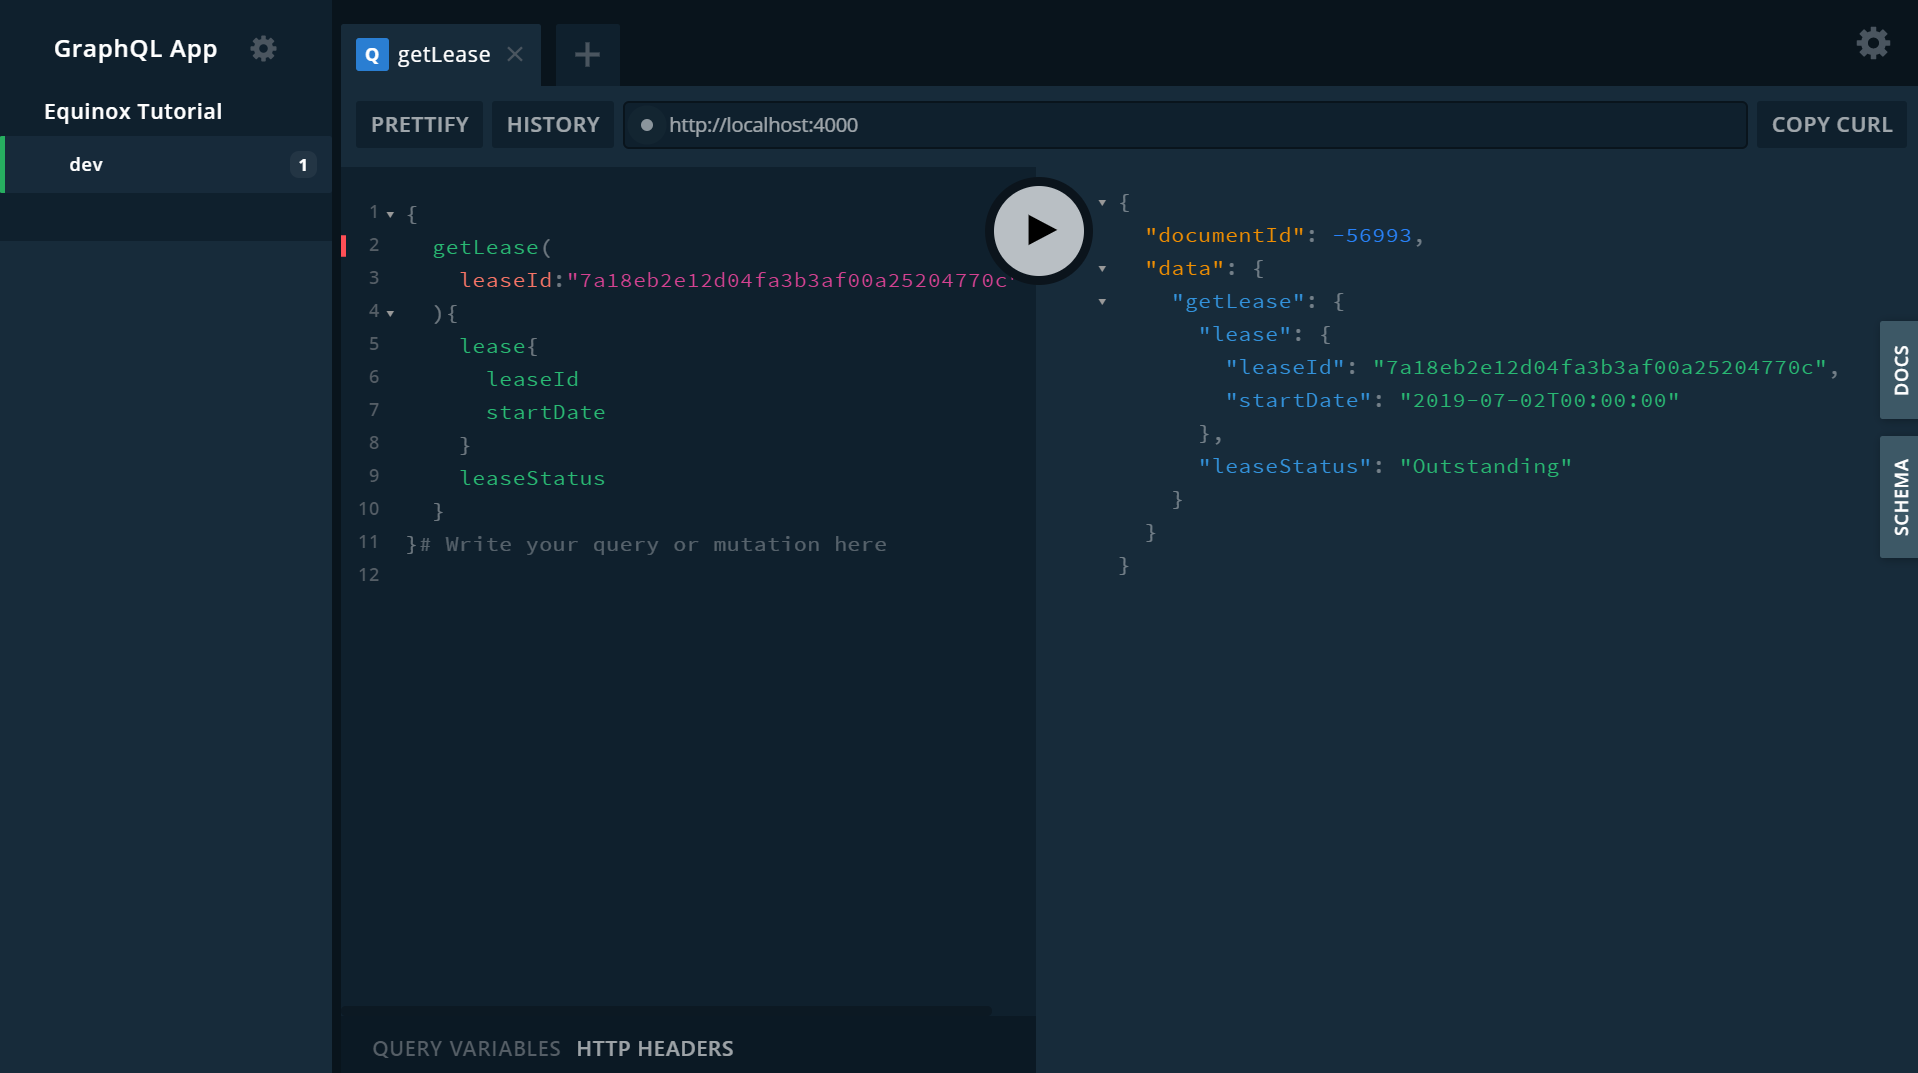 GraphQL App
Equinox Tutorial
dev 1
Q getLease
PRETTIFY HISTORY http://localhost:4000 COPY CURL
1 {
2 getLease(
3 leaseId:"7a18eb2e12d04fa3b3af00a25204770c
4 ){
5 lease{
6 leaseId
7 startDate
8 }
9 leaseStatus
10 }
11 }# Write your query or mutation here
12
QUERY VARIABLES HTTP HEADERS
{
"documentId": -56993,
"data": {
"getLease": {
"lease": {
"leaseId": "7a18eb2e12d04fa3b3af00a25204770c",
"startDate": "2019-07-02T00:00:00"
},
"leaseStatus": "Outstanding"
}
}
}
DOCS
SCHEMA